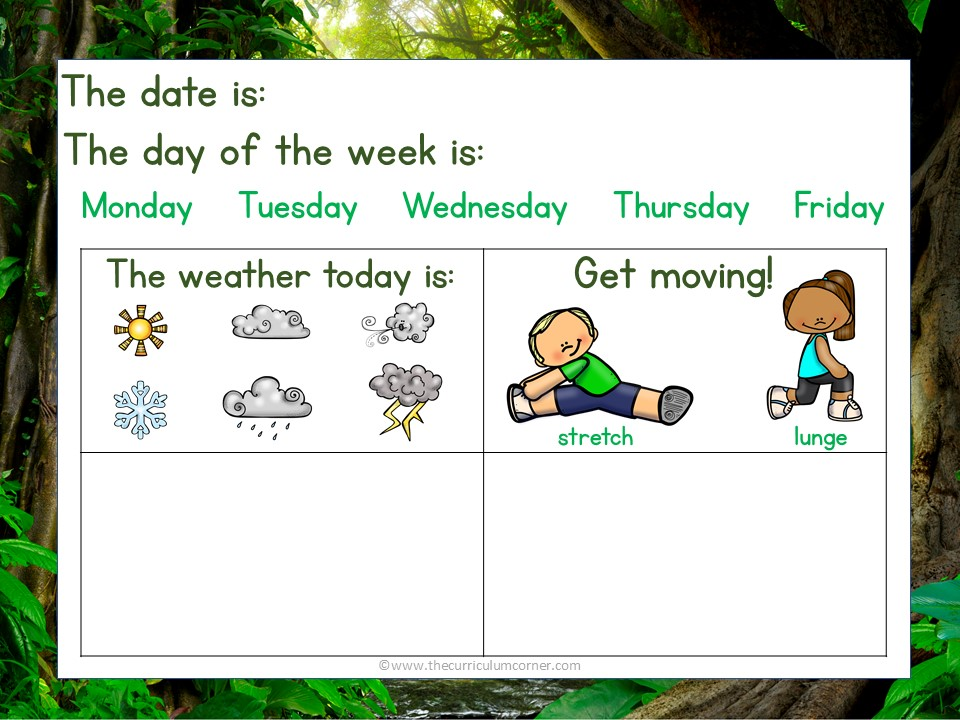 The date is:
The day of the week is:
Monday Tuesday Wednesday Thursday Friday
The weather today is:
Get moving!
stretch
lunge
©www.thecurriculumcorner.com